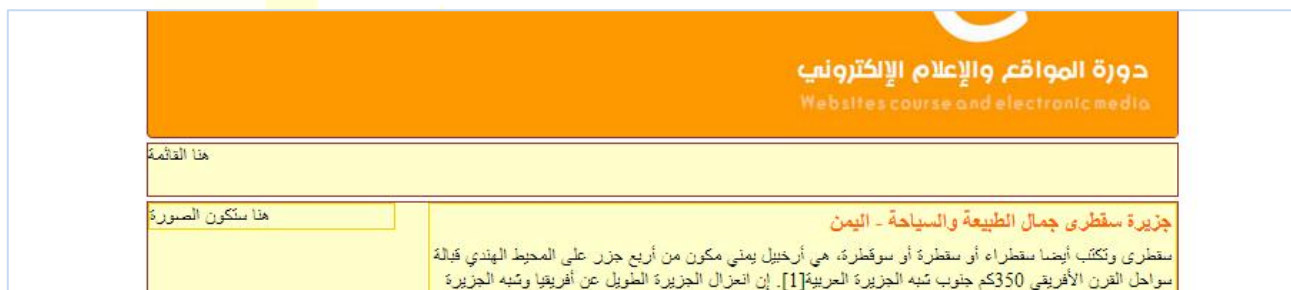 دورة المواقع والإعلام الإلكتروني
Websites course and electronic media
هنا القائمة
جزيرة سقطرى جمال الطبيعة والسياحة - اليمن
هنا ستكون الصورة
سقطرى وتكتب أيضا سقطراء أو سقطرة أو سوقطرة، هي أرخبيل يمني مكون من أربع جزر على المحيط الهندي قبالة
سواحل القرن الأفريقي 350كم جنوب شبه الجزيرة العربية[1]. إن انعزال الجزيرة الطويل عن أفريقيا وشبه الجزيرة